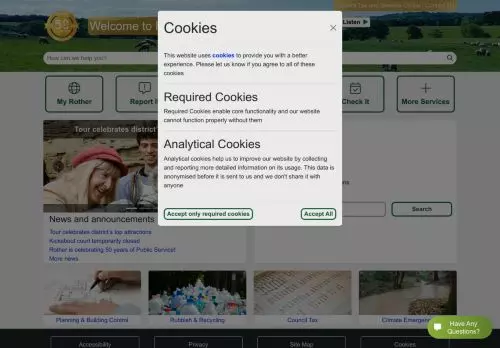 50
Welcome to
Contact Us
Listen
How can we help you?
My Rother
Report
Check It
More Services
Cookies
×
This website uses cookies to provide you with a better
experience. Please let us know if you agree to all of these
cookies
Required Cookies
Required Cookies enable core functionality and our website
cannot function properly without them
Analytical Cookies
Analytical cookies help us to improve our website by collecting
and reporting more detailed information on its usage. This data is
anonymised before it is sent to us and we don't share it with
anyone
Accept only required cookies
Accept All
Tour celebrates district's
News and announcements
Tour celebrates district's top attractions
Kickabout court temporarily closed
Rother is celebrating 50 years of Public Service!
More news
Search
Planning & Building Control
Rubbish & Recycling
Council Tax
Climate Emergency
Have Any
Questions?
Accessibility
Privacy
Site Map
Cookies